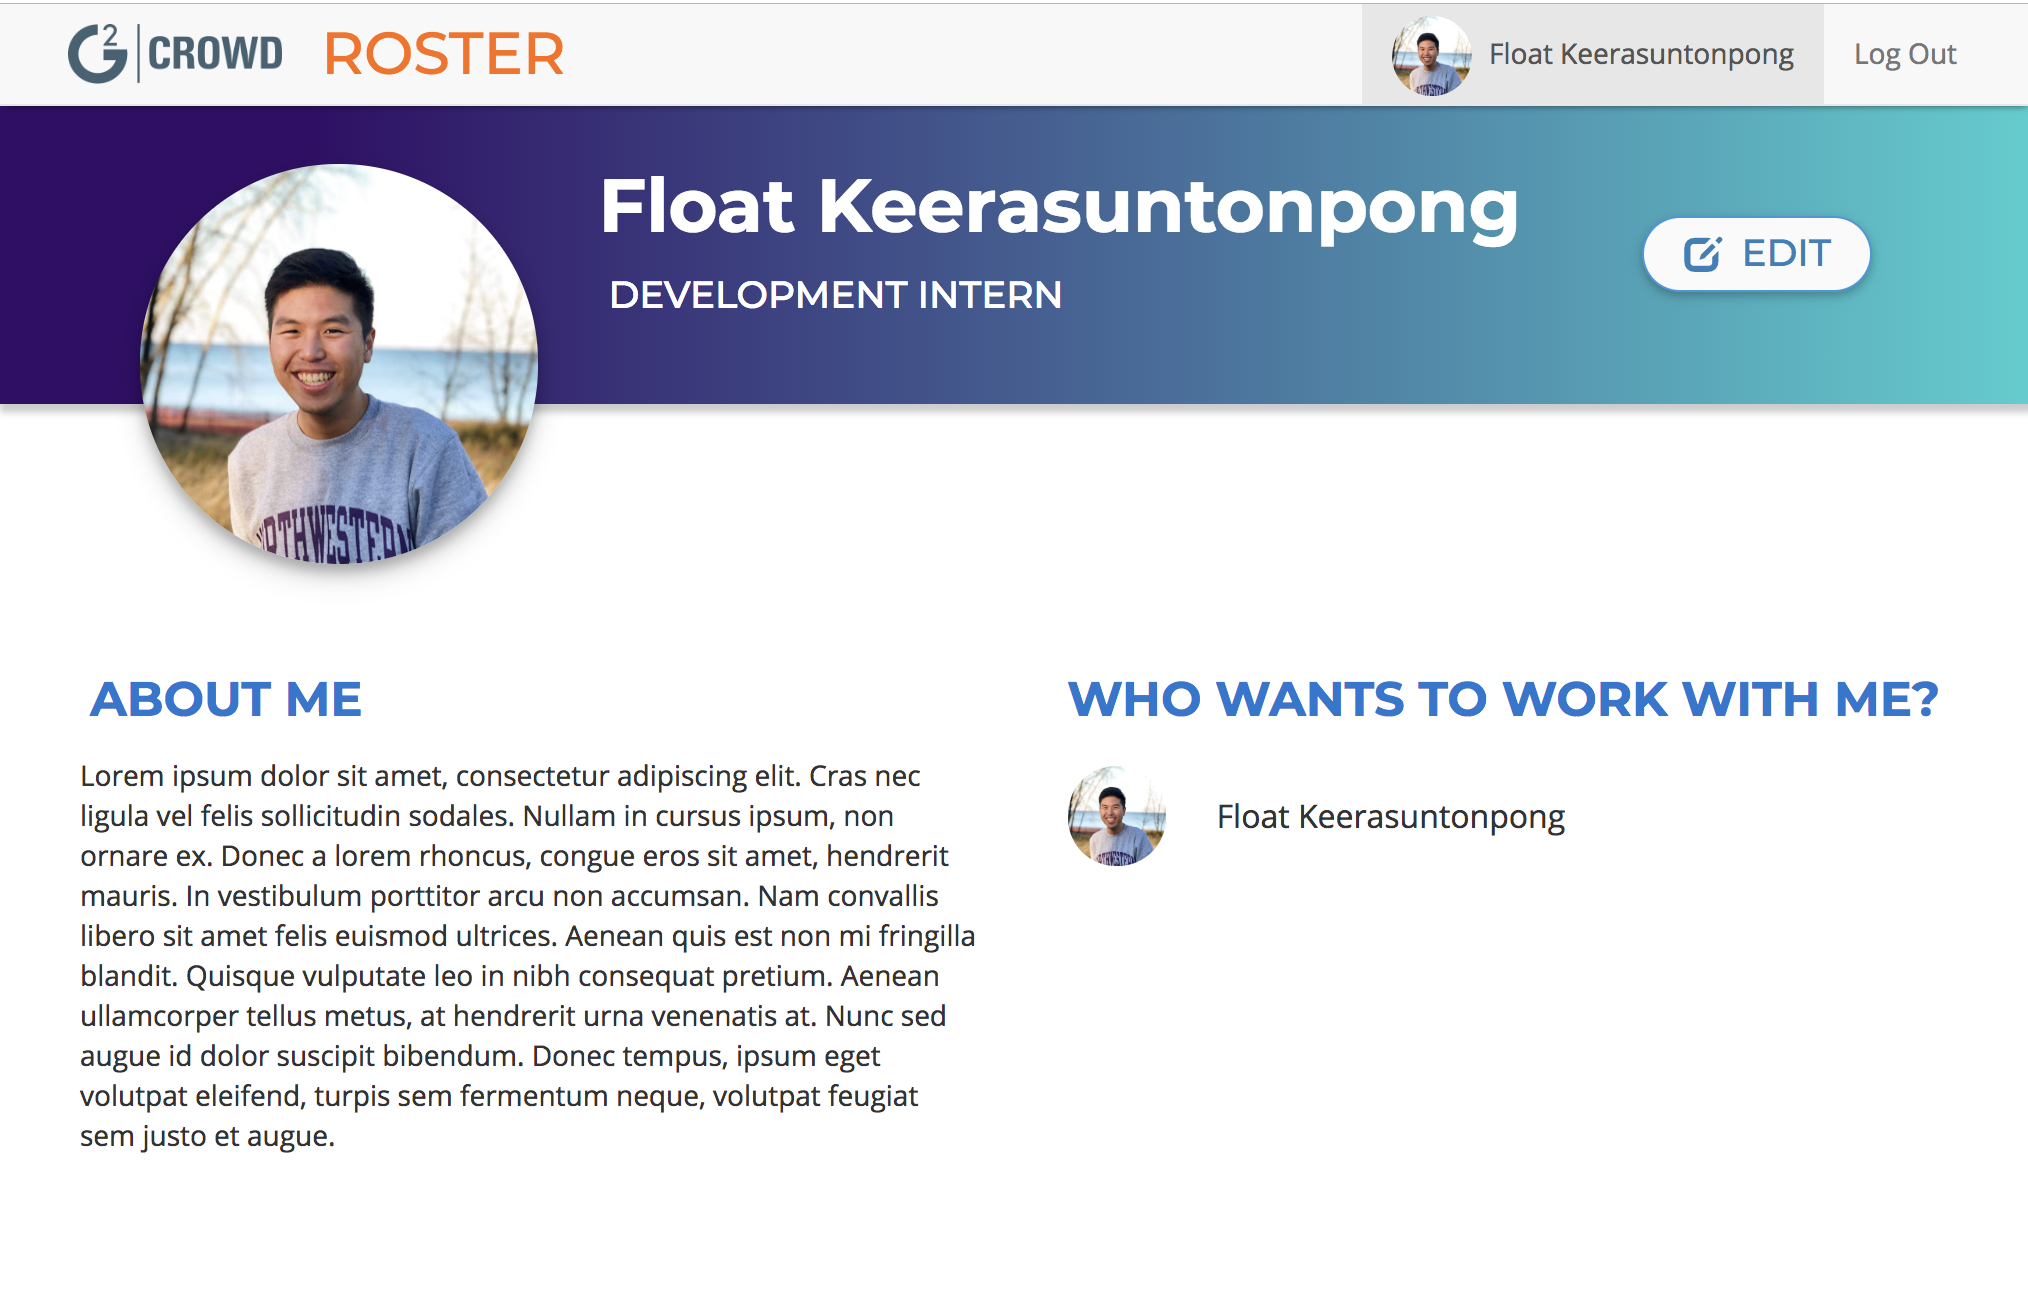 G2 CROWD ROSTER Float Keerasuntonpong Log Out
Float Keerasuntonpong
EDIT
DEVELOPMENT INTERN
ABOUT ME
Lorem ipsum dolor sit amet, consectetur adipiscing elit. Cras nec
ligula vel felis sollicitudin sodales. Nullam in cursus ipsum, non
ornare ex. Donec a lorem rhoncus, congue eros sit amet, hendrerit
mauris. In vestibulum porttitor arcu non accumsan. Nam convallis
libero sit amet felis euismod ultrices. Aenean quis est non mi fringilla
blandit. Quisque vulputate leo in nibh consequat pretium. Aenean
ullamcorper tellus metus, at hendrerit urna venenatis at. Nunc sed
augue id dolor suscipit bibendum. Donec tempus, ipsum eget
volutpat eleifend, turpis sem fermentum neque, volutpat feugiat
sem justo et augue.
WHO WANTS TO WORK WITH ME?
Float Keerasuntonpong